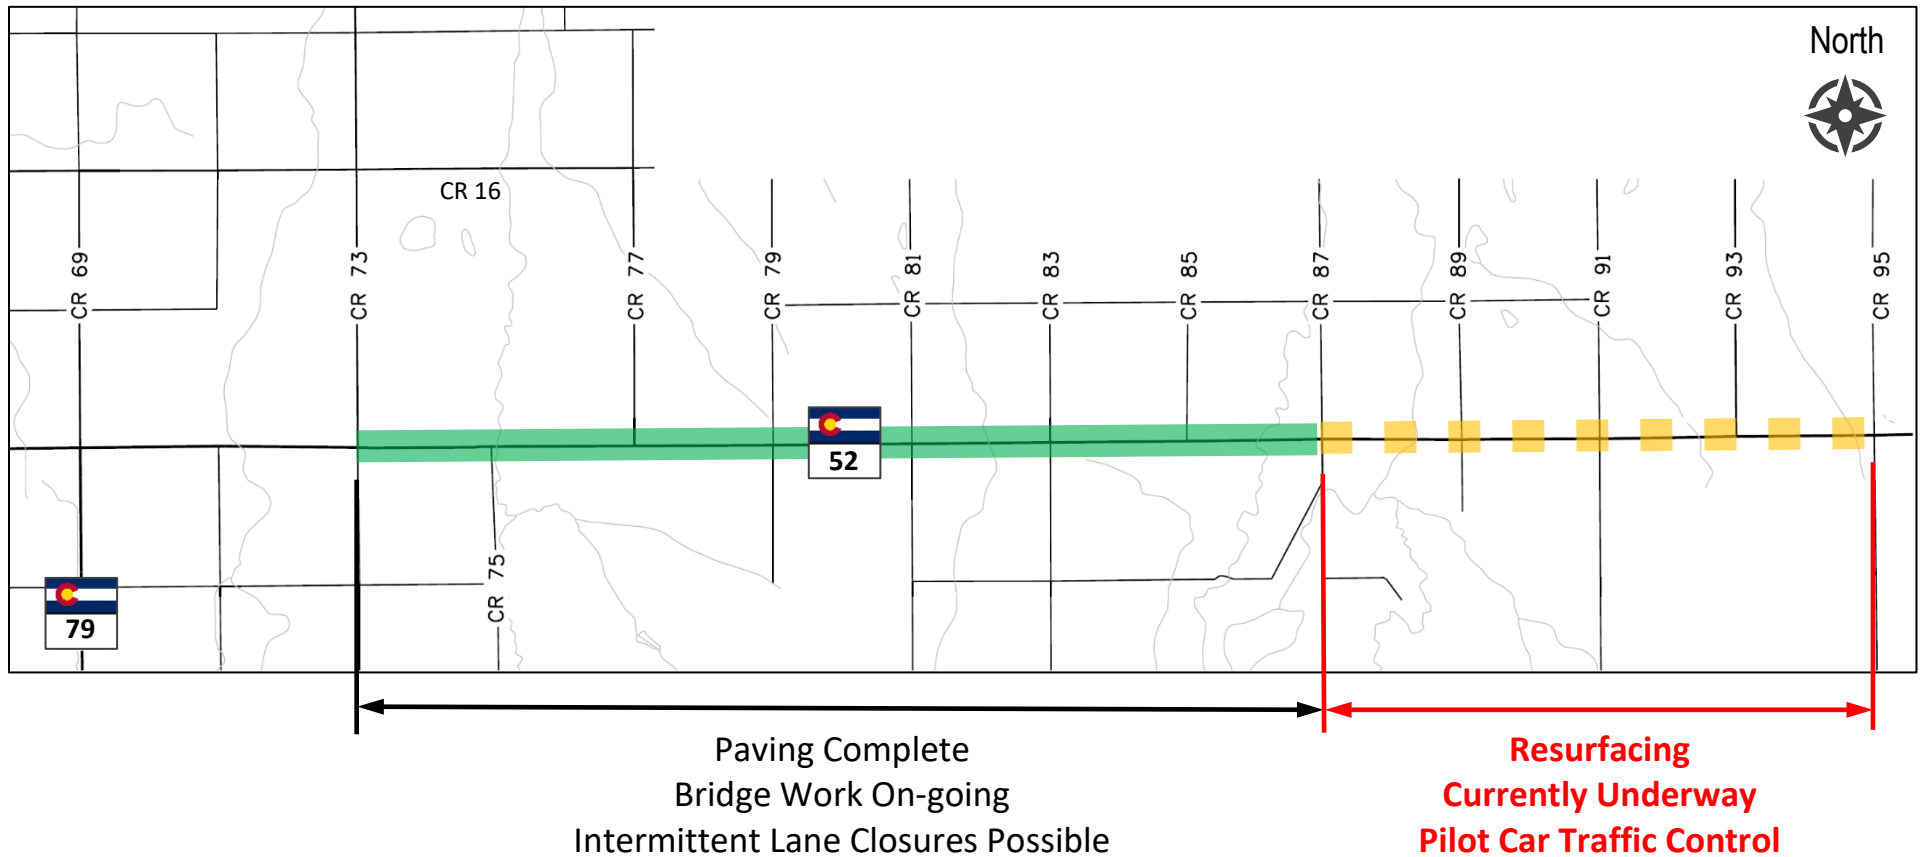 North
CR 16
CR 69
CR 73
CR 77
CR 79
CR 81
CR 83
CR 85
CR 87
CR 89
CR 91
CR 93
CR 95
52
CR 75
79
Paving Complete
Bridge Work On-going
Intermittent Lane Closures Possible
Resurfacing
Currently Underway
Pilot Car Traffic Control